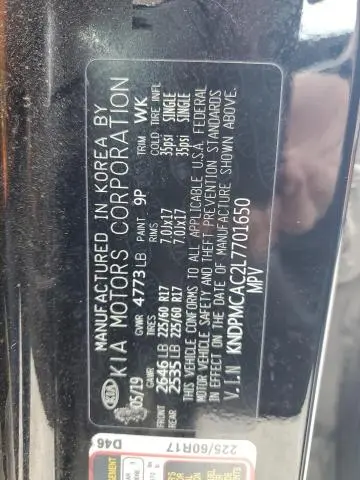 MANUFACTURED IN KOREA BY
KIA KIA MOTORS CORPORATION
05/19 GVWR 4773 LB PAINT 9P TRIM WK
GAWR TIRES RIMS COLD TIRE INFL
FRONT 2646 LB 225/60 R17 7.0Jx17 35psi SINGLE
REAR 2535 LB 225/60 R17 7.0Jx17 35psi SINGLE
THIS VEHICLE CONFORMS TO ALL APPLICABLE U.S.A. FEDERAL
MOTOR VEHICLE SAFETY AND THEFT PREVENTION STANDARDS
IN EFFECT ON THE DATE OF MANUFACTURE SHOWN ABOVE.
V.I.N KNDPMCAC2L7701650
MPV
D46
225/60R17